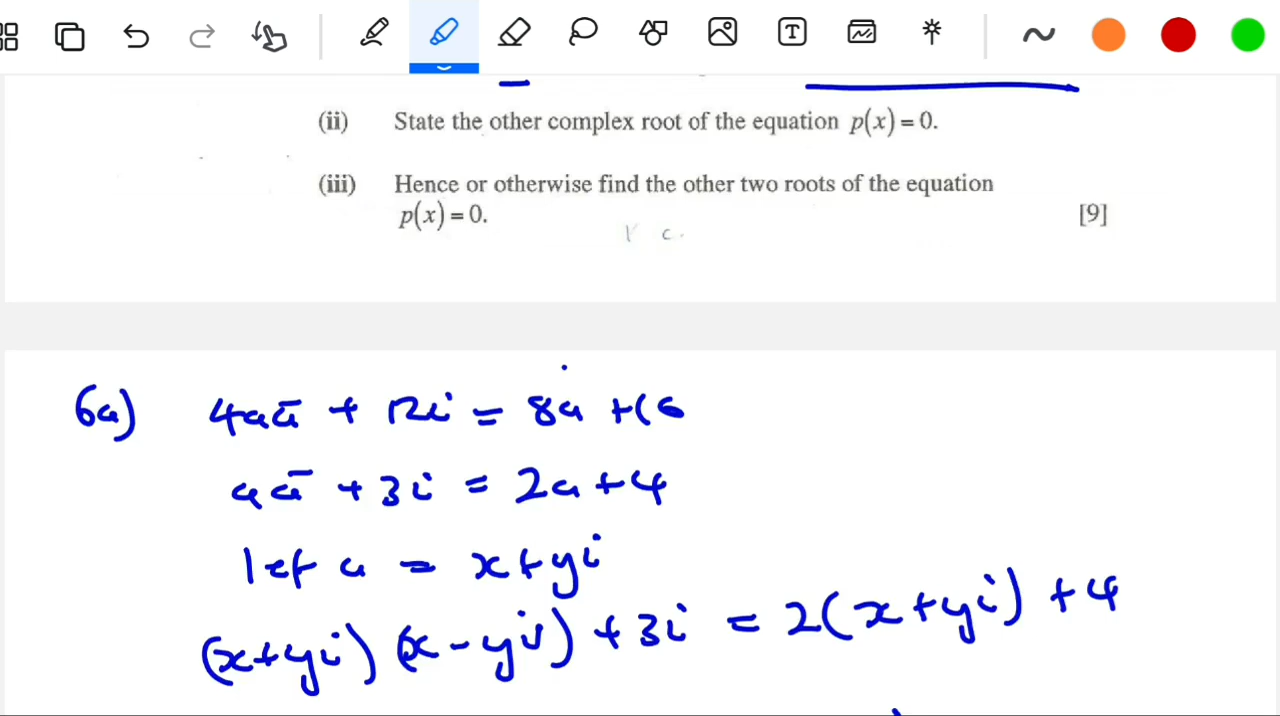 (ii) State the other complex root of the equation p(x) = 0.
(iii) Hence or otherwise find the other two roots of the equation
p(x) = 0. [9]
6a) 4aā + 12i = 8a + 16
aā + 3i = 2a + 4
let a = x + yi
(x + yi)(x - yi) + 3i = 2(x + yi) + 4